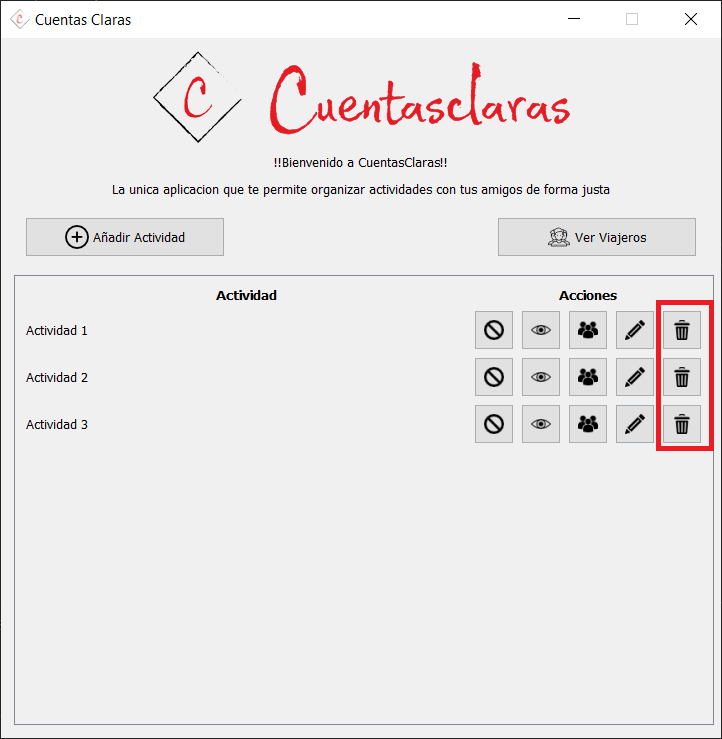 Cuentas Claras
C Cuentasclaras
!!Bienvenido a CuentasClaras!!
La unica aplicacion que te permite organizar actividades con tus amigos de forma justa
Añadir Actividad Ver Viajeros
Actividad Acciones
Actividad 1
Actividad 2
Actividad 3